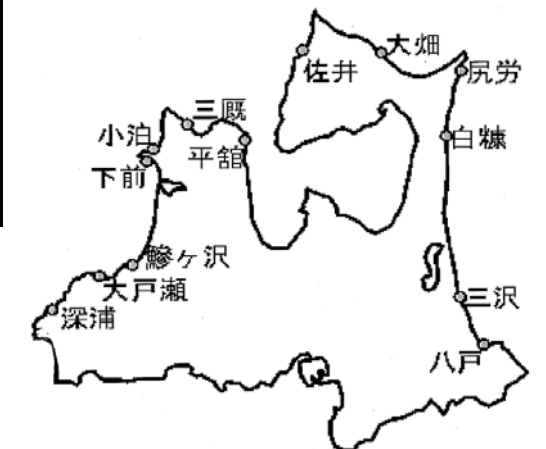 大畑
佐井
尻労
三厩
小泊
平舘
白糠
下前
鰺ヶ沢
大戸瀬
三沢
深浦
八戸